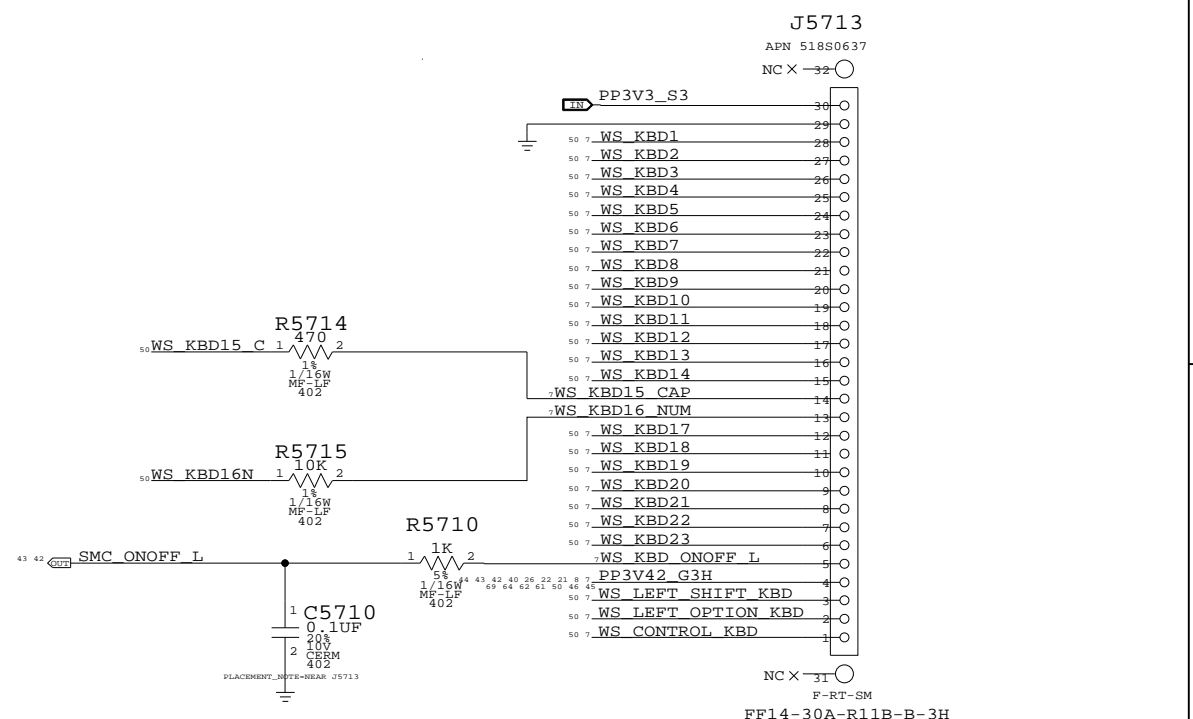 J5713
APN 518S0637
NC 32
IN PP3V3_S3 30
29
50 7 WS_KBD1 28
50 7 WS_KBD2 27
50 7 WS_KBD3 26
50 7 WS_KBD4 25
50 7 WS_KBD5 24
50 7 WS_KBD6 23
50 7 WS_KBD7 22
50 7 WS_KBD8 21
50 7 WS_KBD9 20
50 7 WS_KBD10 19
50 7 WS_KBD11 18
50 7 WS_KBD12 17
50 7 WS_KBD13 16
50 7 WS_KBD14 15
7 WS_KBD15_CAP 14
7 WS_KBD16_NUM 13
50 7 WS_KBD17 12
50 7 WS_KBD18 11
50 7 WS_KBD19 10
50 7 WS_KBD20 9
50 7 WS_KBD21 8
50 7 WS_KBD22 7
50 7 WS_KBD23 6
7 WS_KBD_ONOFF_L 5
44 43 42 40 26 22 21 8 7 PP3V42_G3H 4
69 64 62 61 50 46 45
50 7 WS_LEFT_SHIFT_KBD 3
50 7 WS_LEFT_OPTION_KBD 2
50 7 WS_CONTROL_KBD 1
NC 31
F-RT-SM
FF14-30A-R11B-B-3H
R5714
470
50 WS_KBD15_C 1 2
1%
1/16W
MF-LF
402
R5715
10K
50 WS_KBD16N 1 2
1%
1/16W
MF-LF
402
R5710
1K
43 42 OUT SMC_ONOFF_L 1 2
5%
1/16W
MF-LF
402
1 C5710
0.1UF
20%
2 10V
CERM
402
PLACEMENT_NOTE=NEAR J5713